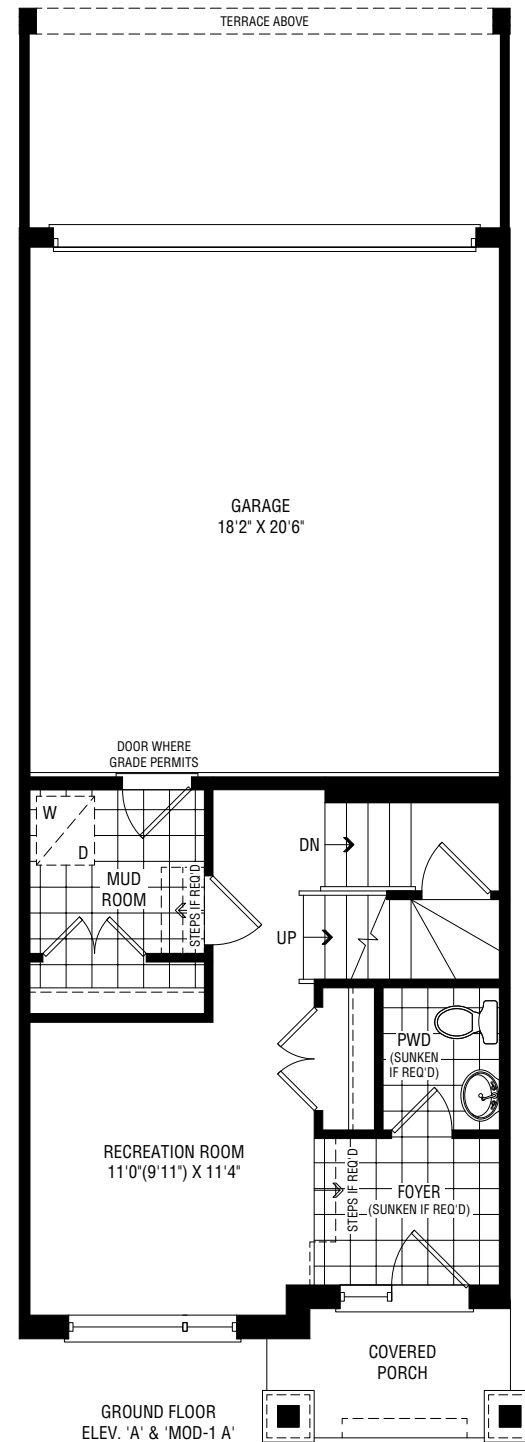 TERRACE ABOVE
GARAGE
18'2" X 20'6"
DOOR WHERE
GRADE PERMITS
W
D
MUD
ROOM
STEPS IF REQ'D
DN
UP
PWD
(SUNKEN
IF REQ'D)
RECREATION ROOM
11'0"(9'11") X 11'4"
STEPS IF REQ'D
FOYER
(SUNKEN IF REQ'D)
COVERED
PORCH
GROUND FLOOR
ELEV. 'A' & 'MOD-1 A'